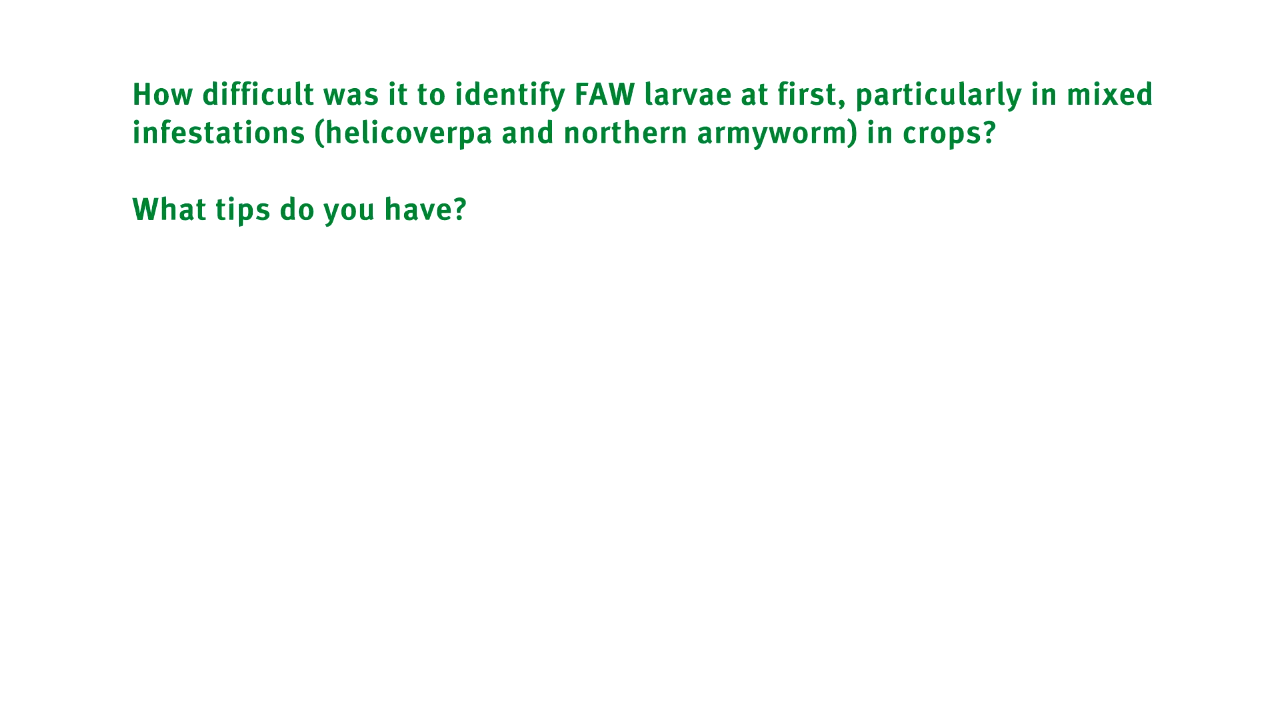 How difficult was it to identify FAW larvae at first, particularly in mixed
infestations (helicoverpa and northern armyworm) in crops?
What tips do you have?